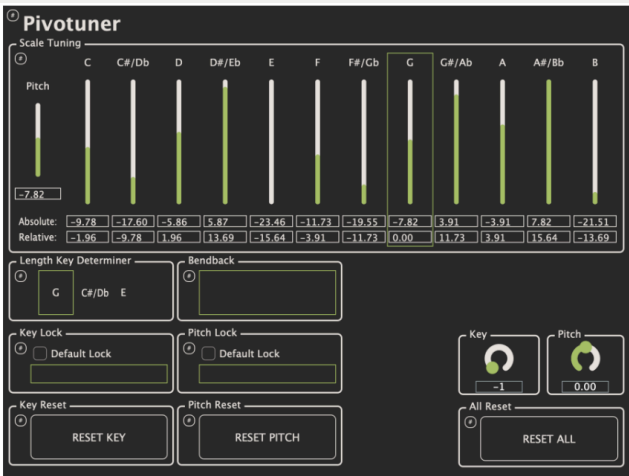 Pivotuner
Scale Tuning
C C#/Db D D#/Eb E F F#/Gb G G#/Ab A A#/Bb B
Pitch
-7.82
Absolute: -9.78 -17.60 -5.86 5.87 -23.46 -11.73 -19.55 -7.82 3.91 -3.91 7.82 -21.51
Relative: -1.96 -9.78 1.96 13.69 -15.64 -3.91 -11.73 0.00 11.73 3.91 15.64 -13.69
Length Key Determiner Bendback
G C#/Db E
Key Lock Pitch Lock Key Pitch
Default Lock Default Lock
-1 0.00
Key Reset Pitch Reset All Reset
RESET KEY RESET PITCH RESET ALL